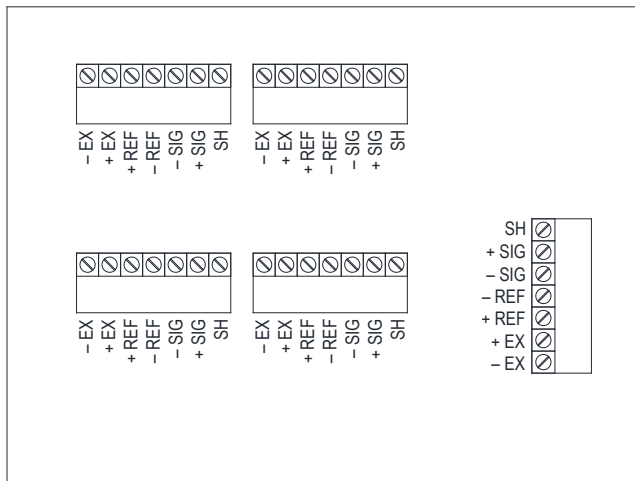 – EX
+ EX
+ REF
– REF
– SIG
+ SIG
SH
– EX
+ EX
+ REF
– REF
– SIG
+ SIG
SH
– EX
+ EX
+ REF
– REF
– SIG
+ SIG
SH
– EX
+ EX
+ REF
– REF
– SIG
+ SIG
SH
SH
+ SIG
– SIG
– REF
+ REF
+ EX
– EX